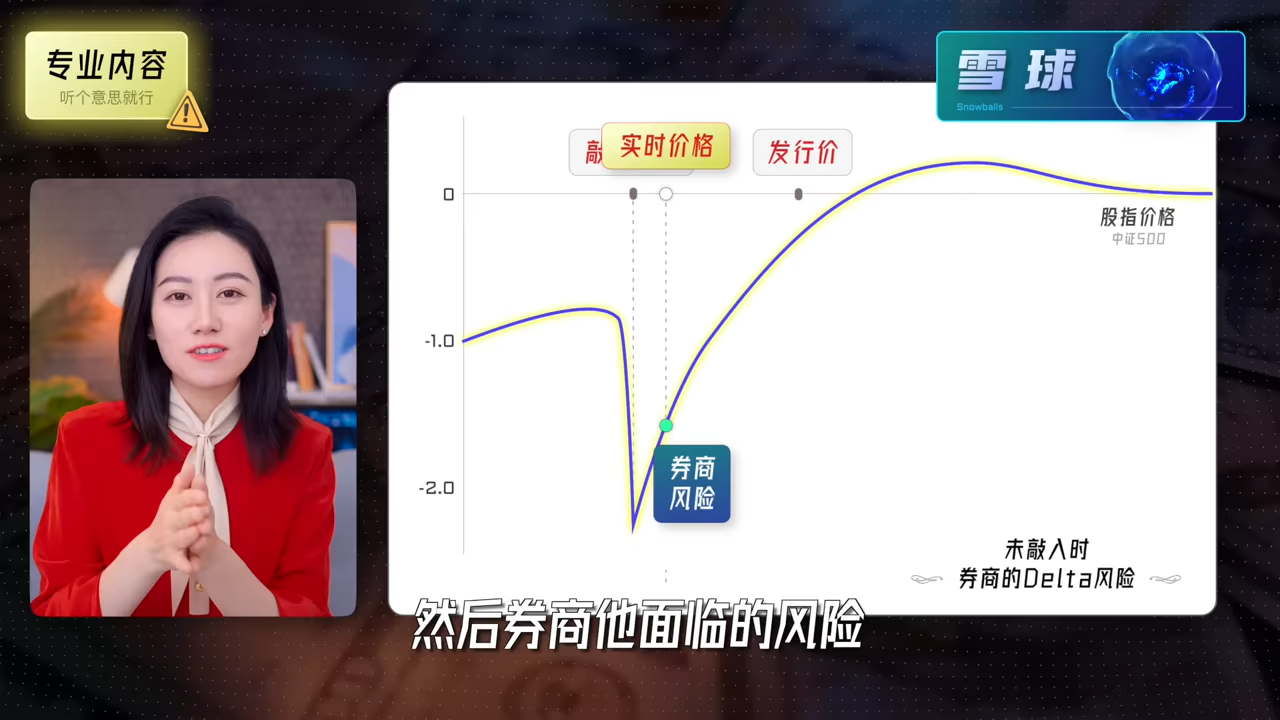 专业内容
听个意思就行
雪球
Snowballs
敲
实时价格
发行价
0
-1.0
-2.0
股指价格
中证500
券商
风险
未敲入时
券商的Delta风险
然后券商他面临的风险